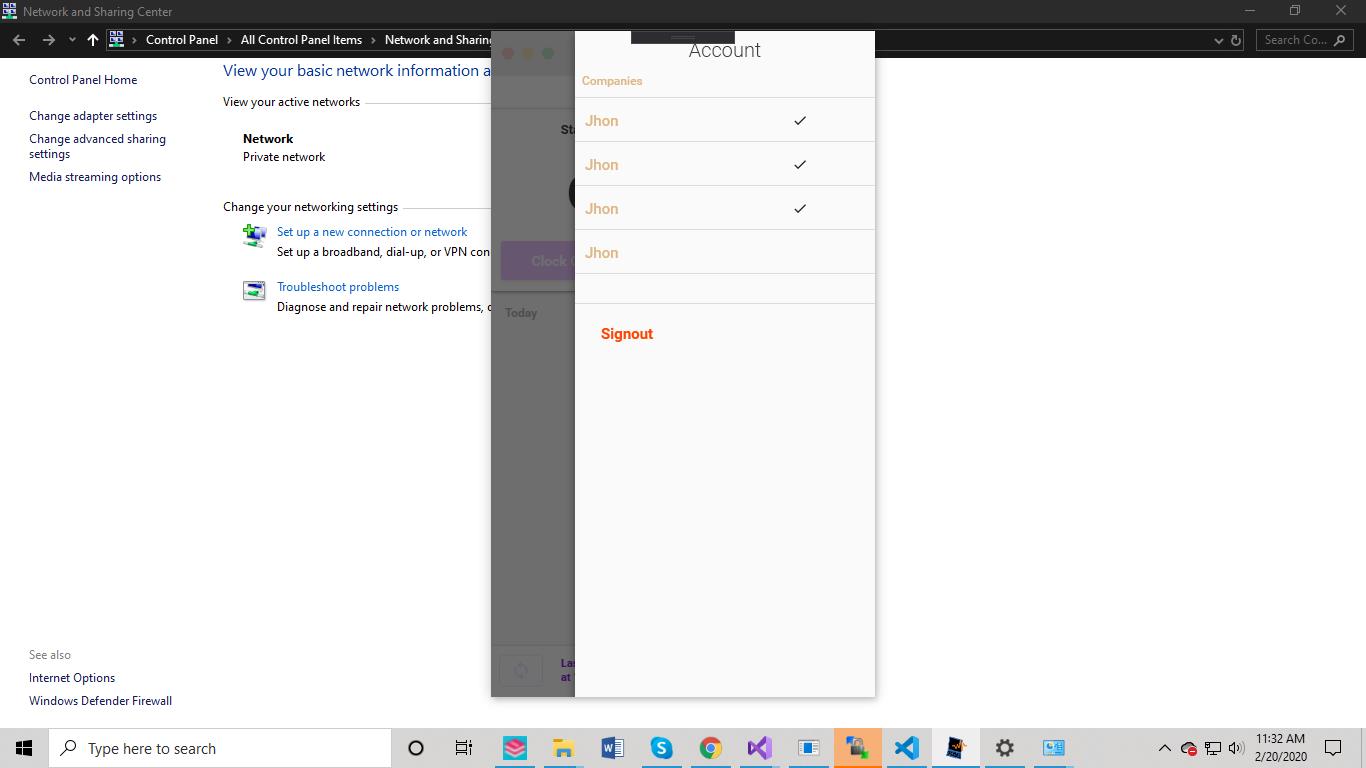 Network and Sharing Center
Control Panel
All Control Panel Items
Network and Sharing
Search Co...
Control Panel Home
Change adapter settings
Change advanced sharing
settings
Media streaming options
View your basic network information a
View your active networks
Network
Private network
Change your networking settings
Set up a new connection or network
Set up a broadband, dial-up, or VPN con
Troubleshoot problems
Diagnose and repair network problems, o
See also
Internet Options
Windows Defender Firewall
Account
Companies
Jhon
Jhon
Jhon
Jhon
Signout
Clock
Today
at
Type here to search
11:32 AM
2/20/2020